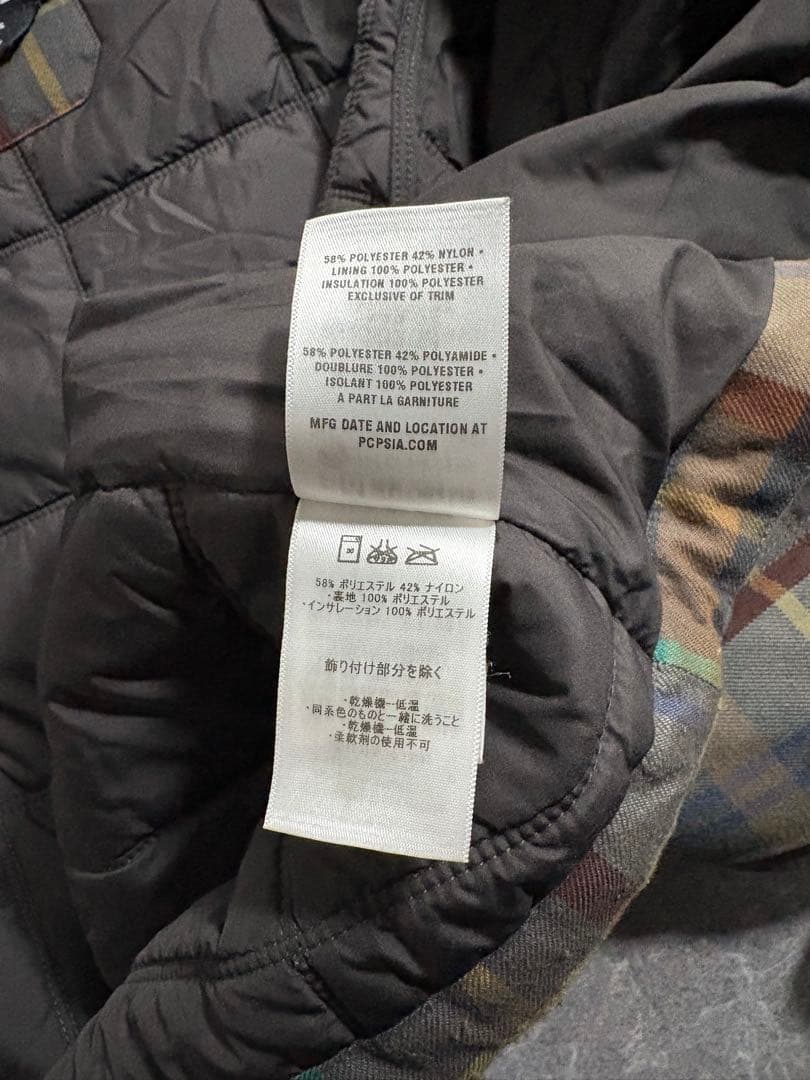 58% POLYESTER 42% NYLON •
LINING 100% POLYESTER •
INSULATION 100% POLYESTER
EXCLUSIVE OF TRIM
58% POLYESTER 42% POLYAMIDE •
DOUBLURE 100% POLYESTER •
ISOLANT 100% POLYESTER
A PART LA GARNITURE
MFG DATE AND LOCATION AT
PCPSIA.COM
58% ポリエステル 42% ナイロン
・裏地 100% ポリエステル
・インサレーション 100% ポリエステル
飾り付け部分を除く
・乾燥機--低温
・同系色のものと一緒に洗うこと
・乾燥機--低温
・柔軟剤の使用不可